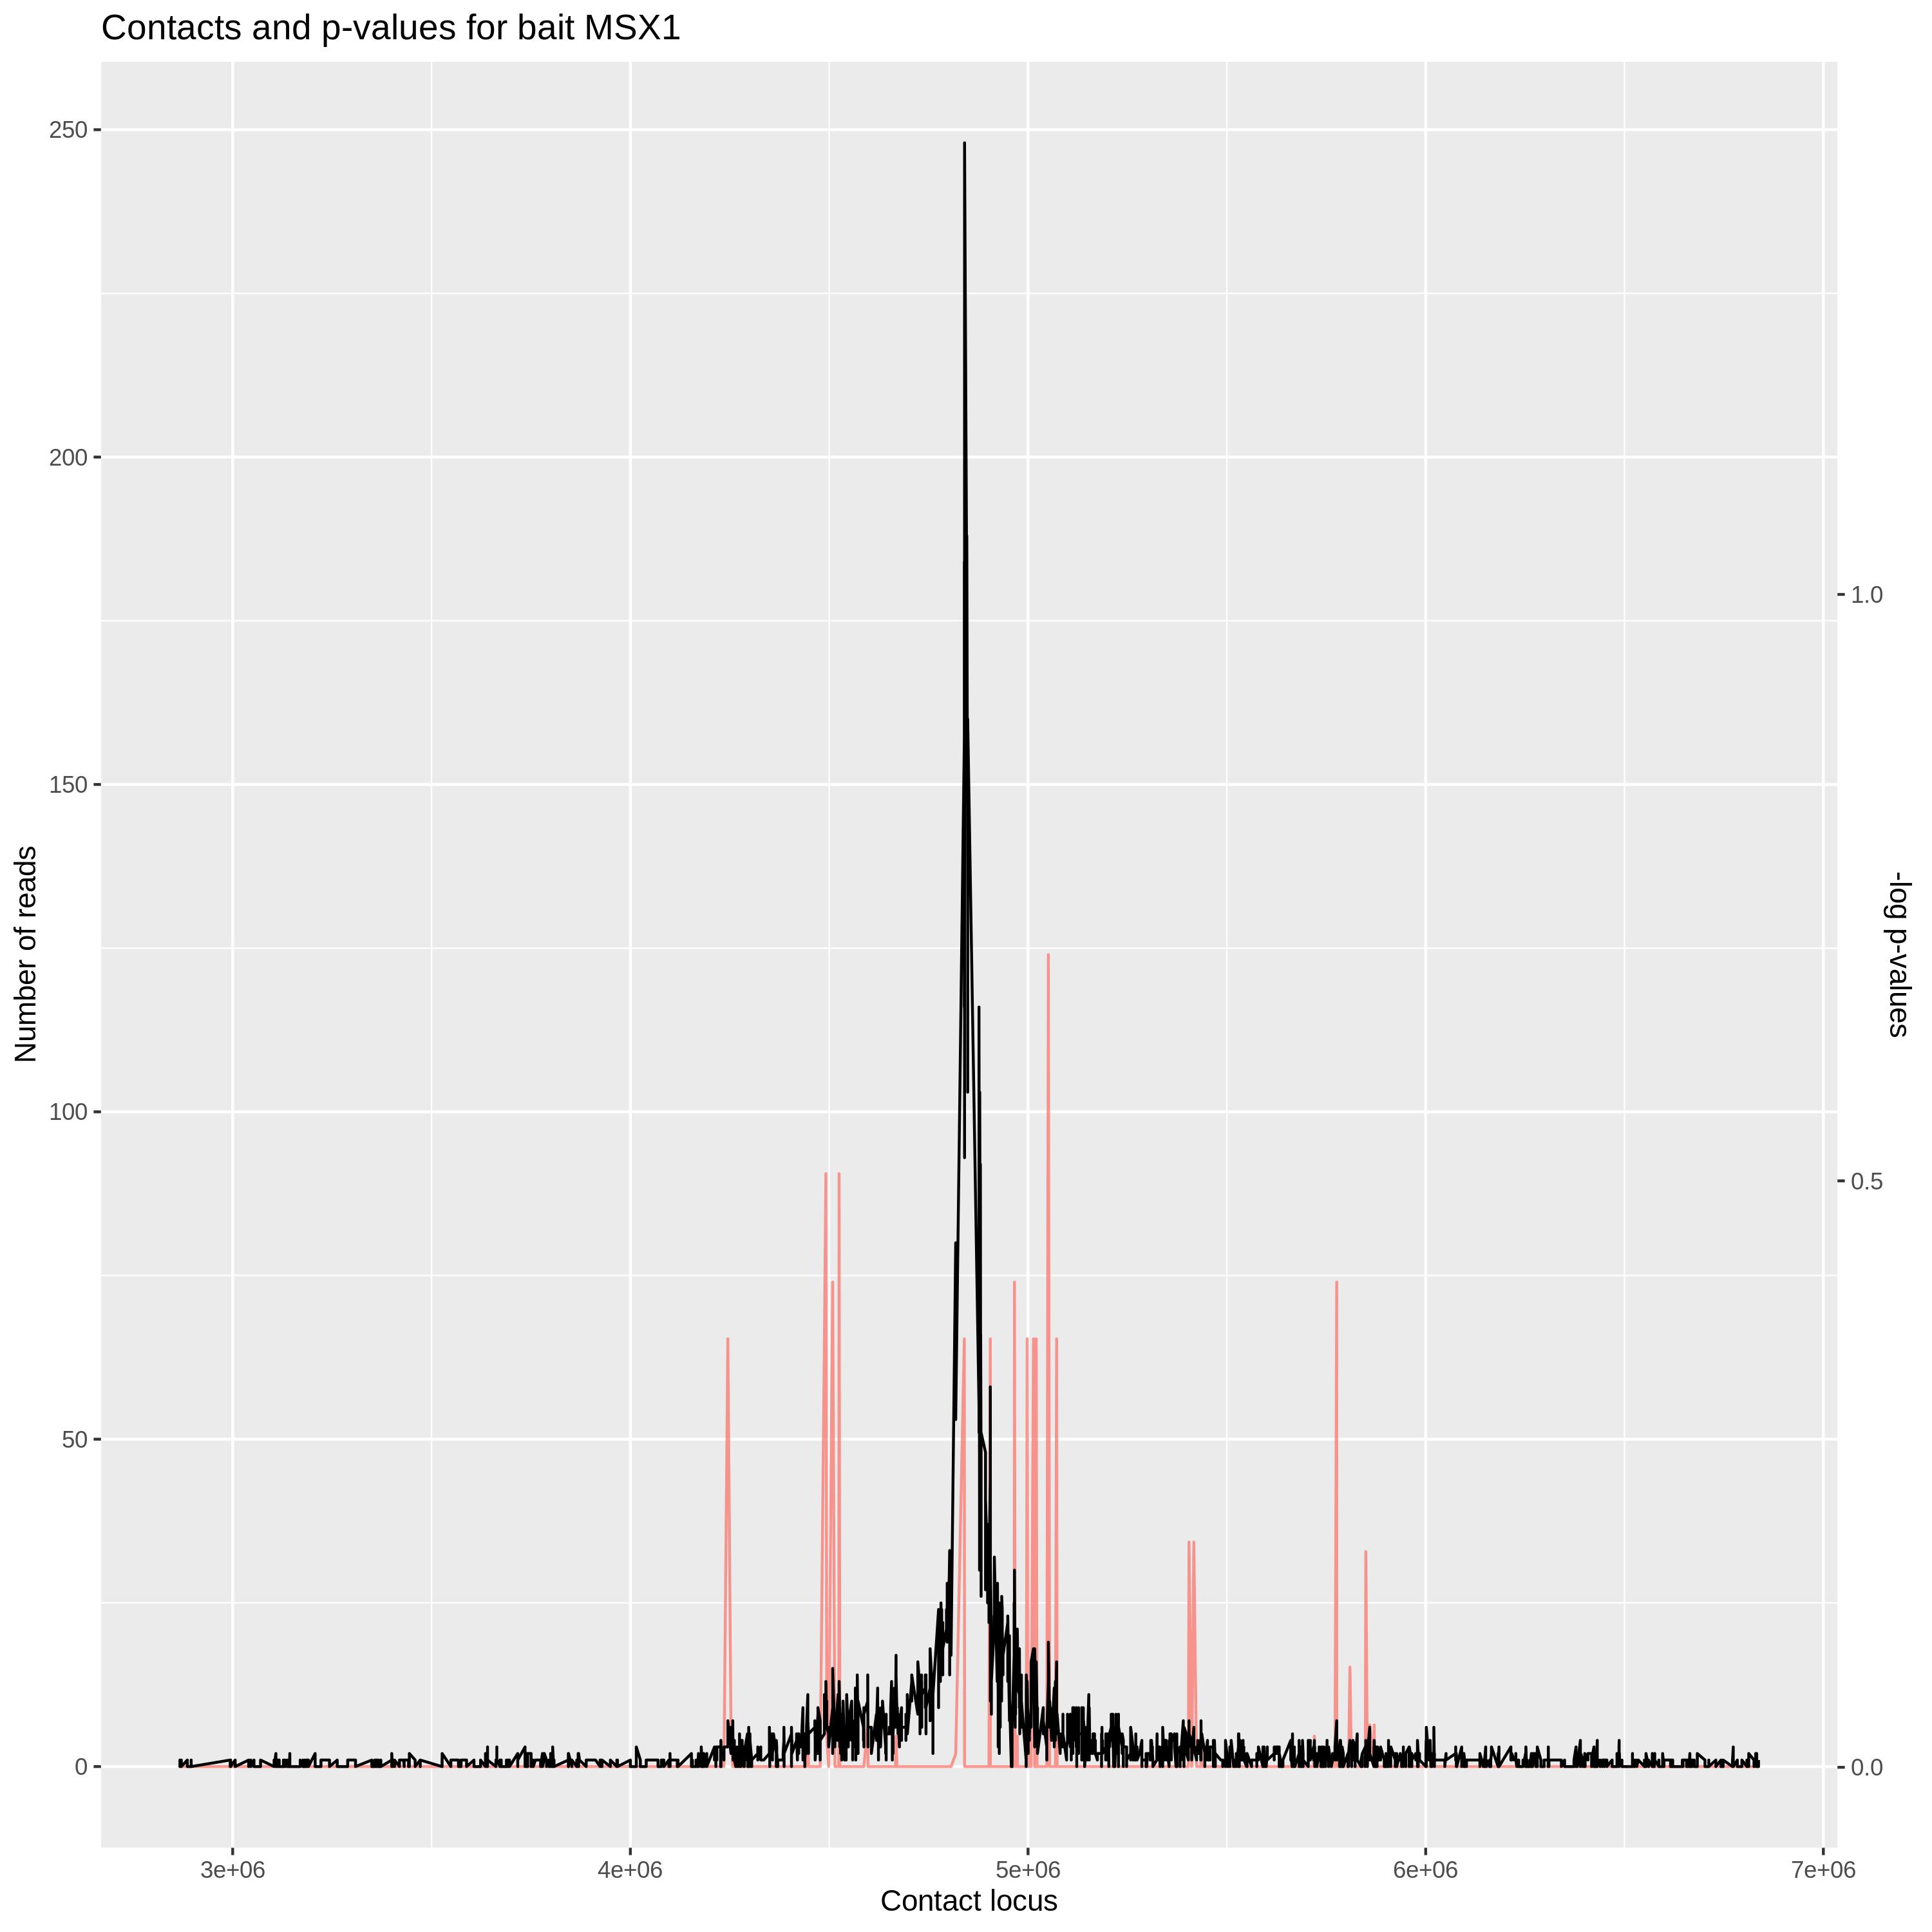 Contacts and p-values for bait MSX1
250
200
150
100
50
0
Number of reads
1.0
0.5
0.0
-log p-values
3e+06
4e+06
5e+06
6e+06
7e+06
Contact locus